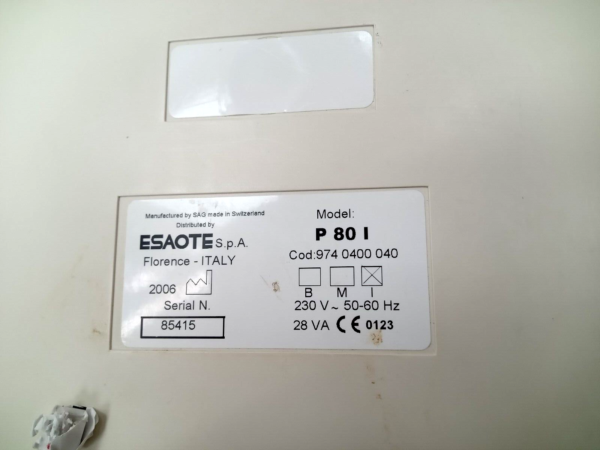 Manufactured by SAG made in Switzerland
Distributed by
ESAOTE S.p.A.
Florence - ITALY
2006
Serial N.
85415
Model:
P 80 I
Cod:974 0400 040
B M I
230 V ~ 50-60 Hz
28 VA CE 0123